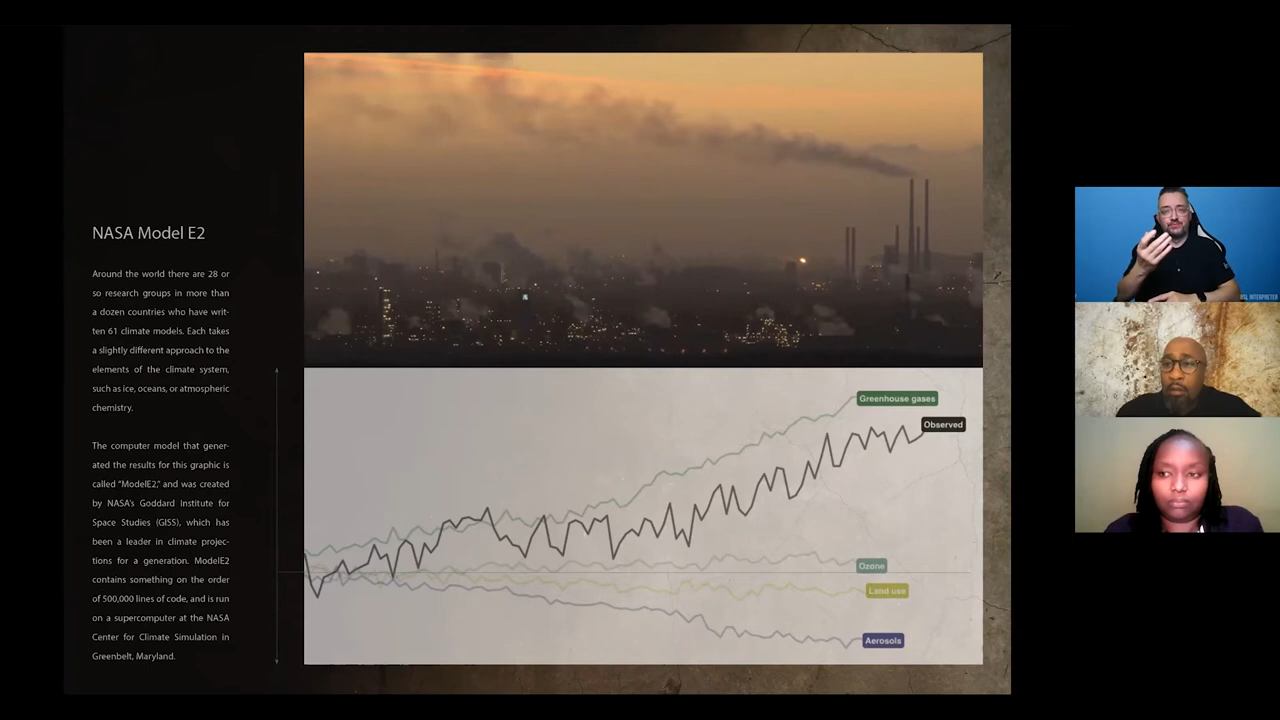 NASA Model E2
Around the world there are 28 or
so research groups in more than
a dozen countries who have writ-
ten 61 climate models. Each takes
a slightly different approach to the
elements of the climate system,
such as ice, oceans, or atmospheric
chemistry.
The computer model that gener-
ated the results for this graphic is
called “ModelE2,” and was created
by NASA’s Goddard Institute for
Space Studies (GISS), which has
been a leader in climate projec-
tions for a generation. ModelE2
contains something on the order
of 500,000 lines of code, and is run
on a supercomputer at the NASA
Center for Climate Simulation in
Greenbelt, Maryland.
Greenhouse gases
Observed
Ozone
Land use
Aerosols
BSL INTERPRETER